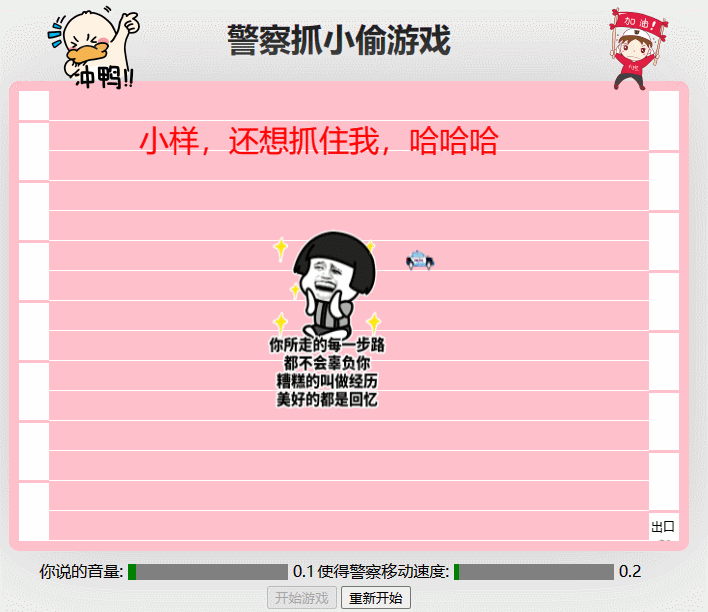 警察抓小偷游戏
冲鸭!!
加油!
小样，还想抓住我，哈哈哈
你所走的每一步路
都不会辜负你
糟糕的叫做经历
美好的都是回忆
出口
你说的音量: 0.1 使得警察移动速度: 0.2
开始游戏 重新开始